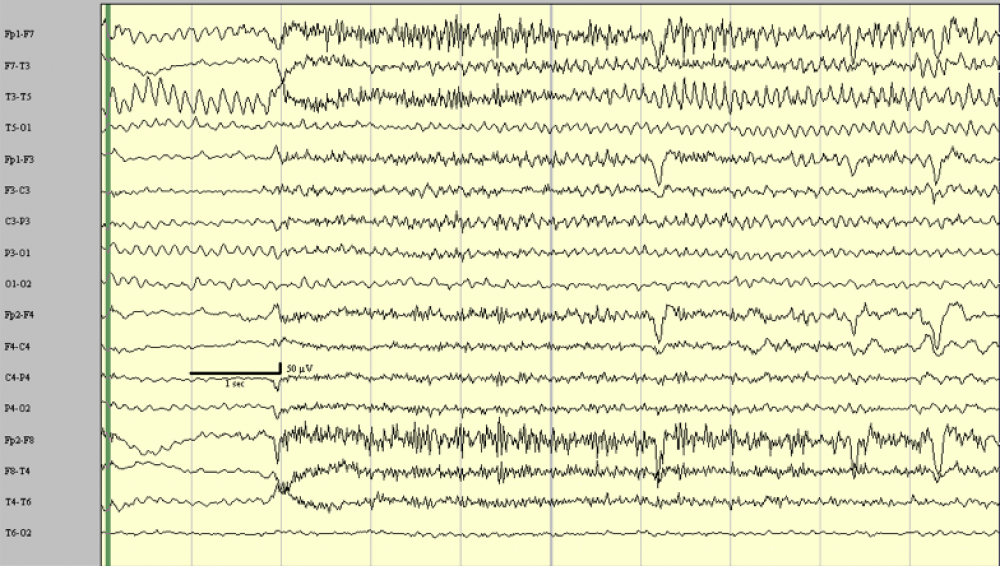 Fp1-F7
F7-T3
T3-T5
T5-O1
Fp1-F3
F3-C3
C3-P3
P3-O1
O1-O2
Fp2-F4
F4-C4
50 µV
1 sec
C4-P4
P4-O2
Fp2-F8
F8-T4
T4-T6
T6-O2